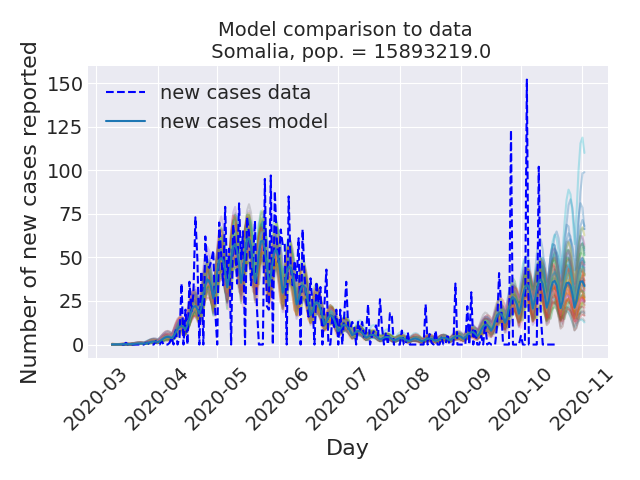 Model comparison to data
Somalia, pop. = 15893219.0
Number of new cases reported
150
125
100
75
50
25
0
new cases data
new cases model
2020-03
2020-04
2020-05
2020-06
2020-07
2020-08
2020-09
2020-10
2020-11
Day